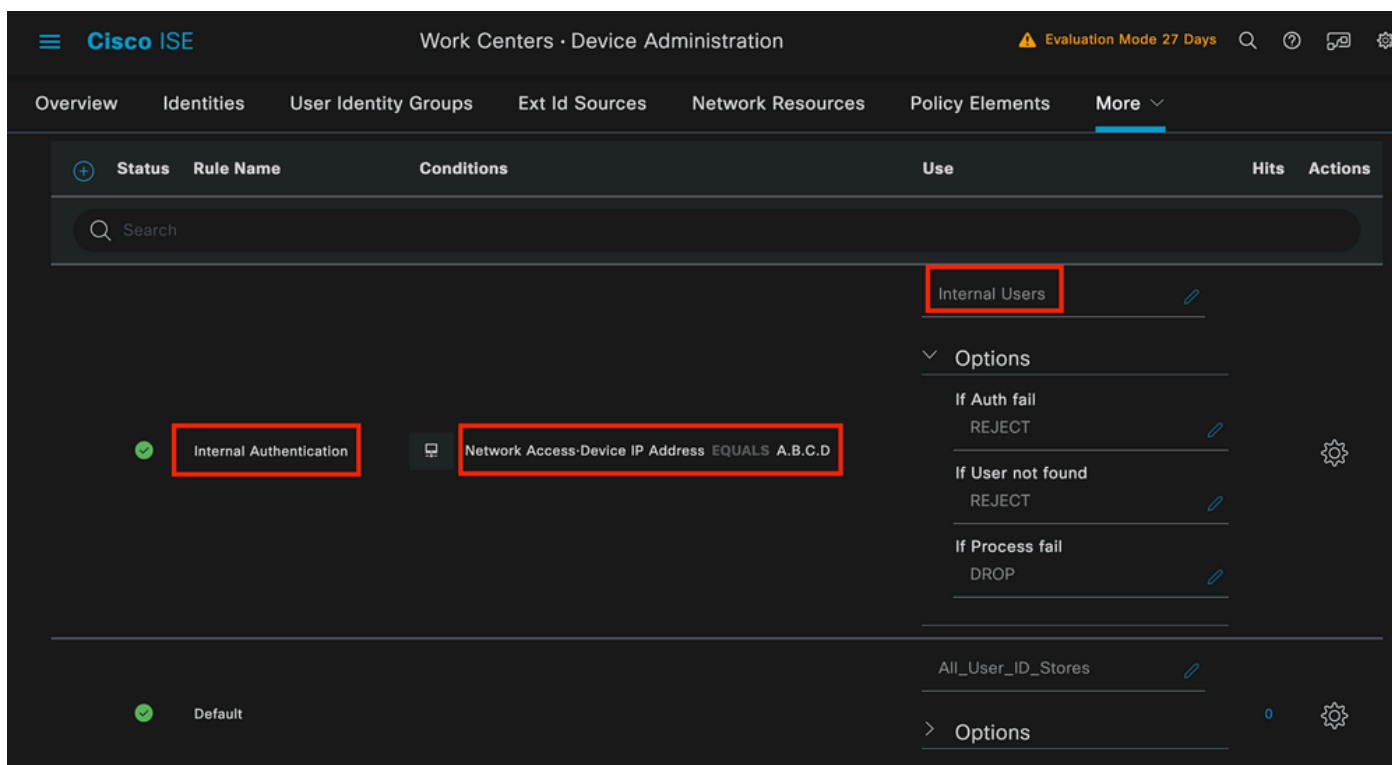 Cisco ISE Work Centers · Device Administration Evaluation Mode 27 Days
Overview Identities User Identity Groups Ext Id Sources Network Resources Policy Elements More
Status Rule Name Conditions Use Hits Actions
Search
Internal Users
Options
If Auth fail
REJECT
Internal Authentication Network Access·Device IP Address EQUALS A.B.C.D
If User not found
REJECT
If Process fail
DROP
All_User_ID_Stores
Default 0
Options